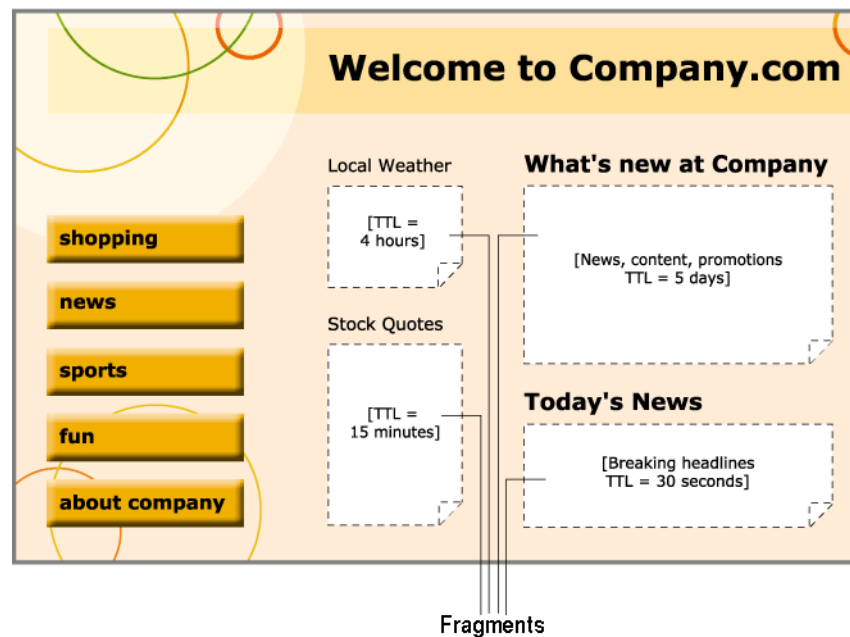 Welcome to Company.com
Local Weather
[TTL =
4 hours]
What's new at Company
[News, content, promotions
TTL = 5 days]
shopping
news
sports
fun
about company
Stock Quotes
[TTL =
15 minutes]
Today's News
[Breaking headlines
TTL = 30 seconds]
Fragments